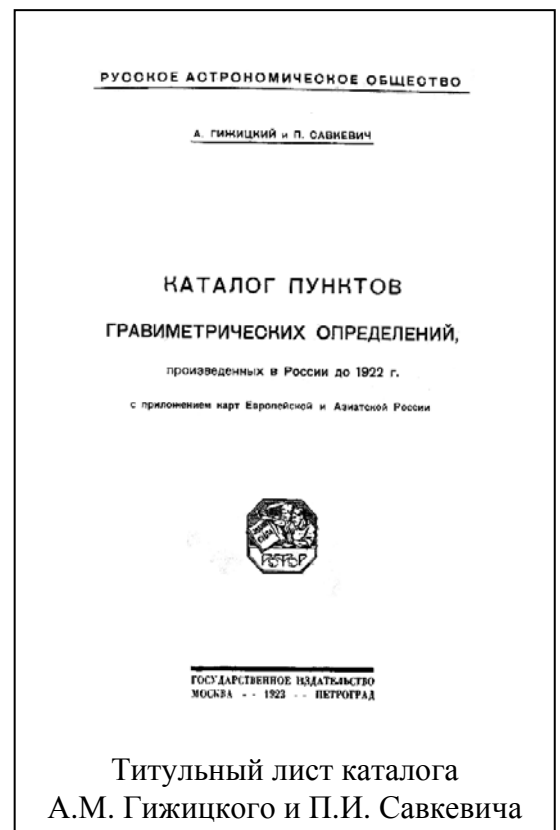 РУССКОЕ АСТРОНОМИЧЕСКОЕ ОБЩЕСТВО
А. ГИЖИЦКИЙ и П. САВКЕВИЧ
КАТАЛОГ ПУНКТОВ
ГРАВИМЕТРИЧЕСКИХ ОПРЕДЕЛЕНИЙ,
произведенных в России до 1922 г.
с приложением карт Европейской и Азиатской России
РСФСР
ГОСУДАРСТВЕННОЕ ИЗДАТЕЛЬСТВО
МОСКВА - - 1923 - - ПЕТРОГРАД
Титульный лист каталога
А.М. Гижицкого и П.И. Савкевича